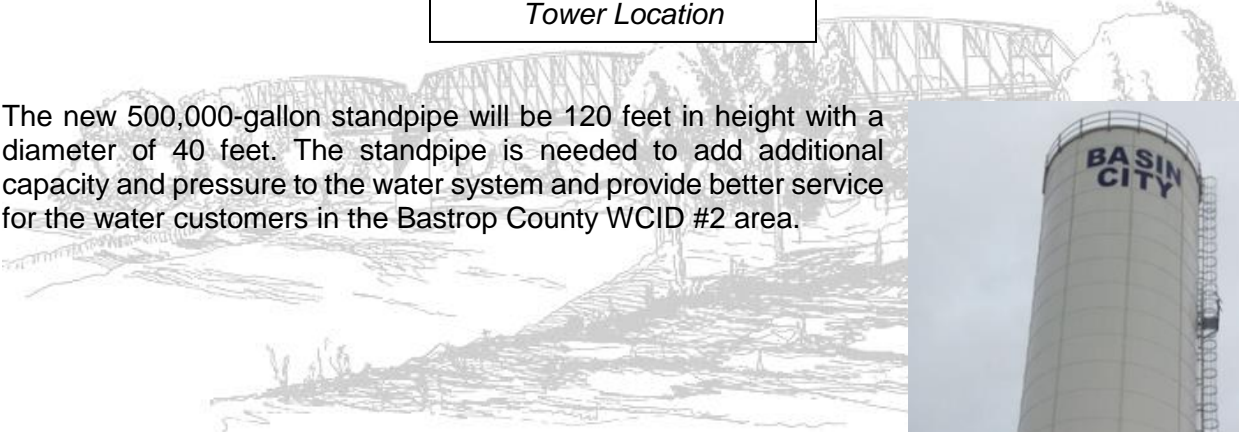 Tower Location
The new 500,000-gallon standpipe will be 120 feet in height with a
diameter of 40 feet. The standpipe is needed to add additional
capacity and pressure to the water system and provide better service
for the water customers in the Bastrop County WCID #2 area.
BASIN
CITY